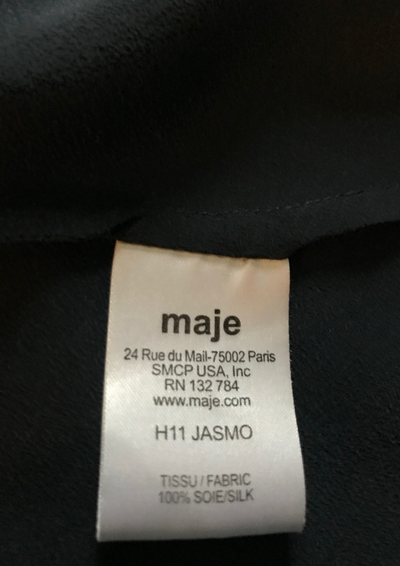 maje
24 Rue du Mail-75002 Paris
SMCP USA, Inc
RN 132 784
www.maje.com
H11 JASMO
TISSU / FABRIC
100% SOIE/SILK